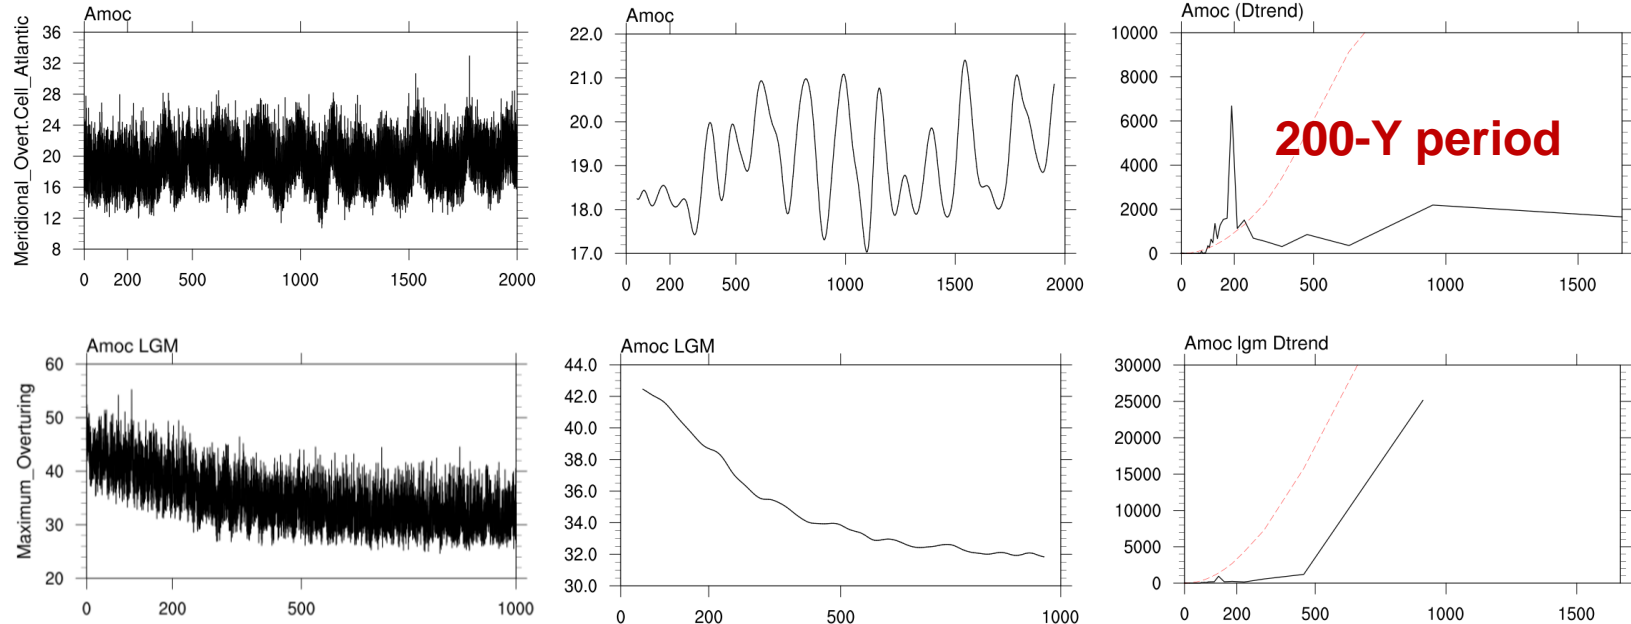 Amoc
Meridional_Overt.Cell_Atlantic
36
32
28
24
20
16
12
8
0 200 500 1000 1500 2000
Amoc
22.0
21.0
20.0
19.0
18.0
17.0
0 200 500 1000 1500 2000
Amoc (Dtrend)
10000
8000
6000
4000
2000
0
200-Y period
0 200 500 1000 1500
Amoc LGM
Maximum_Overturing
60
50
40
30
20
0 200 500 1000
Amoc LGM
44.0
42.0
40.0
38.0
36.0
34.0
32.0
30.0
0 200 500 1000
Amoc lgm Dtrend
30000
25000
20000
15000
10000
5000
0
0 200 500 1000 1500